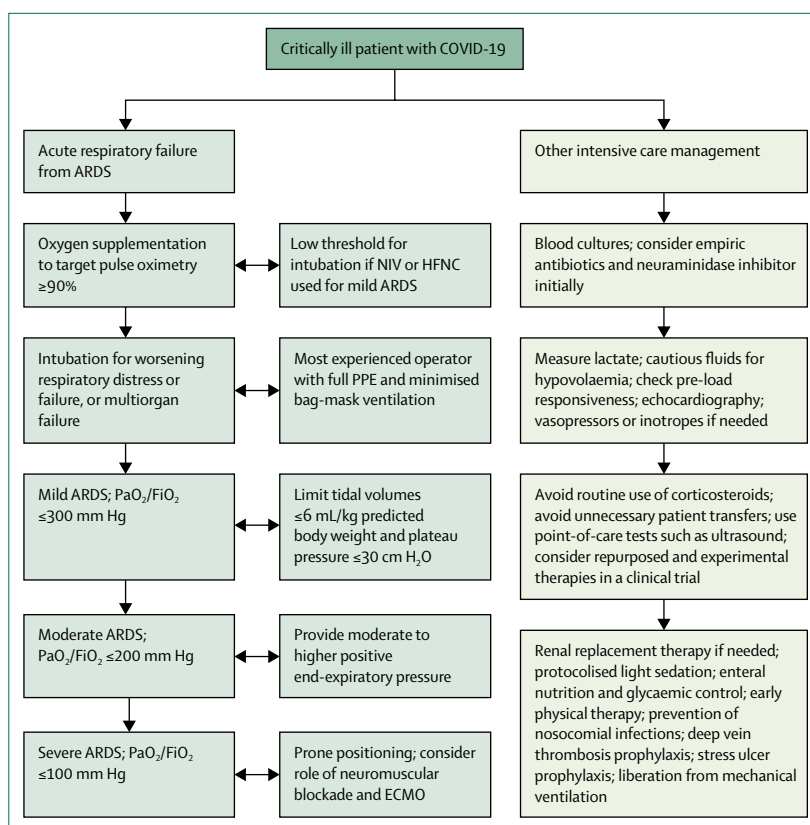 Critically ill patient with COVID-19
Acute respiratory failure
from ARDS
Other intensive care management
Oxygen supplementation
to target pulse oximetry
≥90%
Low threshold for
intubation if NIV or HFNC
used for mild ARDS
Blood cultures; consider empiric
antibiotics and neuraminidase inhibitor
initially
Intubation for worsening
respiratory distress or
failure, or multiorgan
failure
Most experienced operator
with full PPE and minimised
bag-mask ventilation
Measure lactate; cautious fluids for
hypovolaemia; check pre-load
responsiveness; echocardiography;
vasopressors or inotropes if needed
Mild ARDS; PaO₂/FiO₂
≤300 mm Hg
Limit tidal volumes
≤6 mL/kg predicted
body weight and plateau
pressure ≤30 cm H₂O
Avoid routine use of corticosteroids;
avoid unnecessary patient transfers; use
point-of-care tests such as ultrasound;
consider repurposed and experimental
therapies in a clinical trial
Moderate ARDS;
PaO₂/FiO₂ ≤200 mm Hg
Provide moderate to
higher positive
end-expiratory pressure
Renal replacement therapy if needed;
protocolised light sedation; enteral
nutrition and glycaemic control; early
physical therapy; prevention of
nosocomial infections; deep vein
thrombosis prophylaxis; stress ulcer
prophylaxis; liberation from mechanical
ventilation
Severe ARDS; PaO₂/FiO₂
≤100 mm Hg
Prone positioning; consider
role of neuromuscular
blockade and ECMO